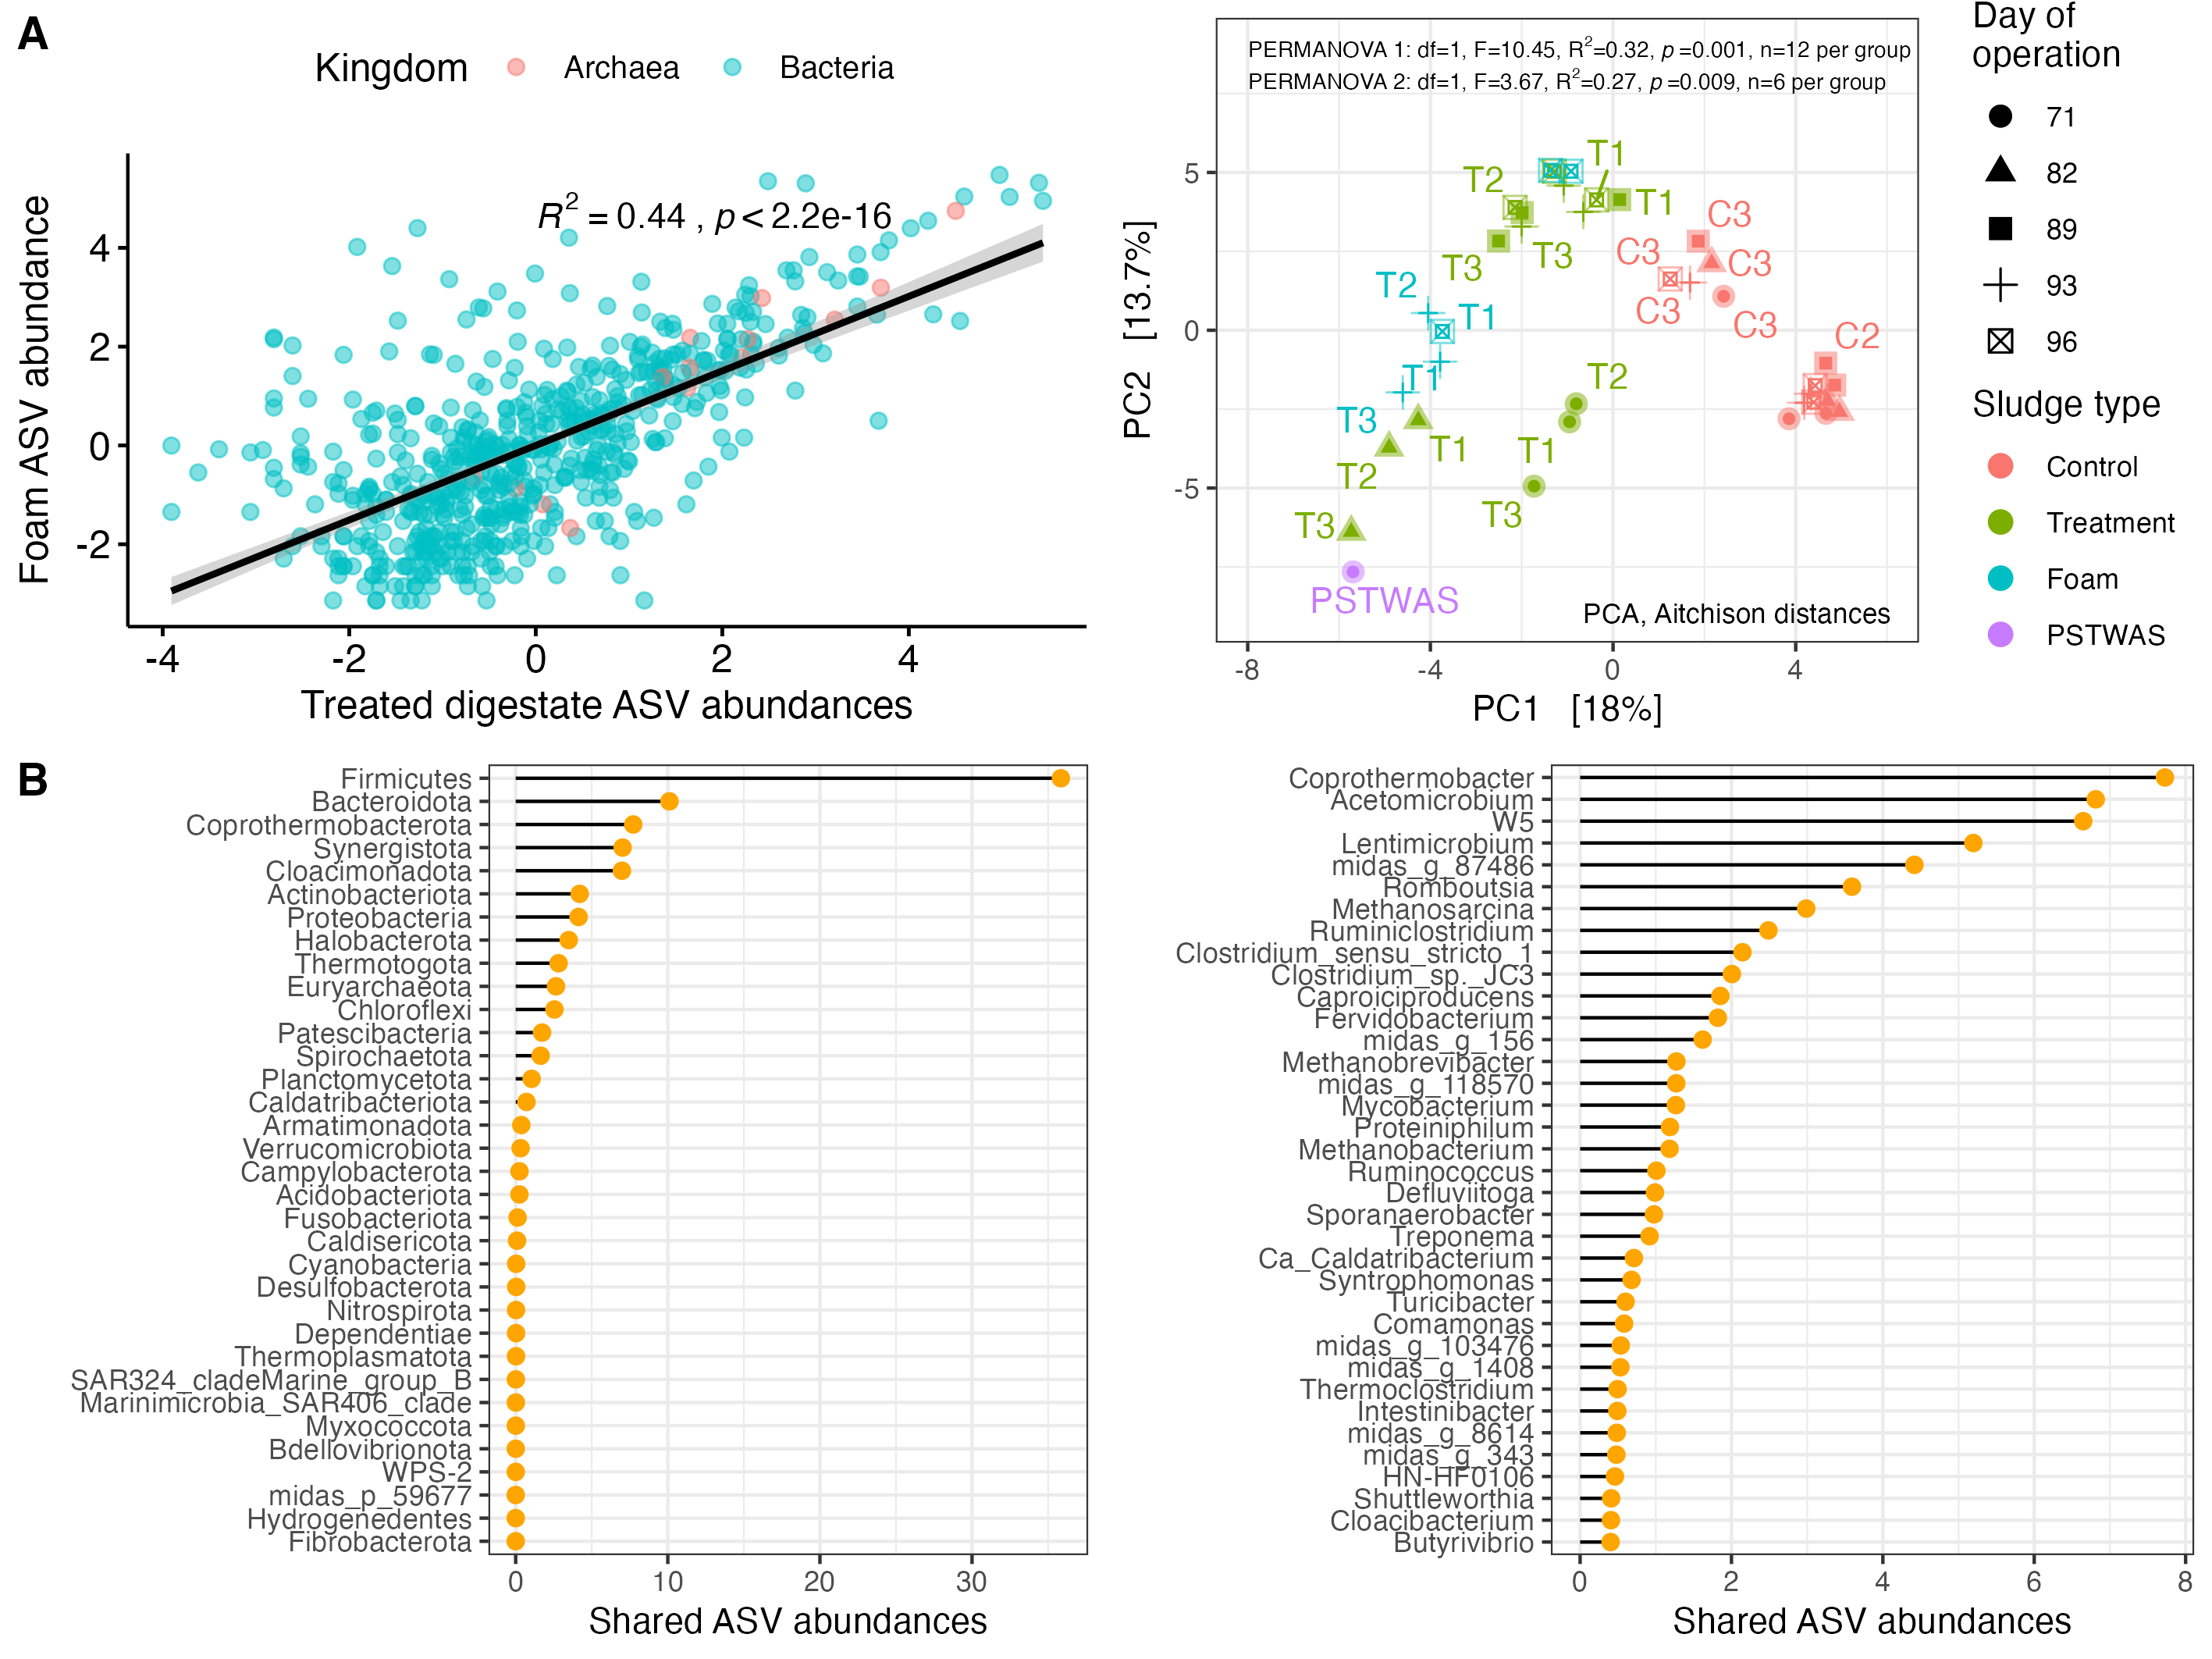 A
Kingdom Archaea Bacteria
R2 = 0.44 , p < 2.2e-16
Foam ASV abundance
4
2
0
-2
-4 -2 0 2 4
Treated digestate ASV abundances
PERMANOVA 1: df=1, F=10.45, R2=0.32, p =0.001, n=12 per group
PERMANOVA 2: df=1, F=3.67, R2=0.27, p =0.009, n=6 per group
T1
T2
T1
C3
T3
T3
C3
C3
T2
T1
C3
C3
C2
T1
T2
T3
T1
T1
T2
T3
T3
PSTWAS
PCA, Aitchison distances
PC2 [13.7%]
5
0
-5
-8 -4 0 4
PC1 [18%]
Day of
operation
71
82
89
93
96
Sludge type
Control
Treatment
Foam
PSTWAS
B
Firmicutes
Bacteroidota
Coprothermobacterota
Synergistota
Cloacimonadota
Actinobacteriota
Proteobacteria
Halobacterota
Thermotogota
Euryarchaeota
Chloroflexi
Patescibacteria
Spirochaetota
Planctomycetota
Caldatribacteriota
Armatimonadota
Verrucomicrobiota
Campylobacterota
Acidobacteriota
Fusobacteriota
Caldisericota
Cyanobacteria
Desulfobacterota
Nitrospirota
Dependentiae
Thermoplasmatota
SAR324_cladeMarine_group_B
Marinimicrobia_SAR406_clade
Myxococcota
Bdellovibrionota
WPS-2
midas_p_59677
Hydrogenedentes
Fibrobacterota
0 10 20 30
Shared ASV abundances
Coprothermobacter
Acetomicrobium
W5
Lentimicrobium
midas_g_87486
Romboutsia
Methanosarcina
Ruminiclostridium
Clostridium_sensu_stricto_1
Clostridium_sp._JC3
Caproiciproducens
Fervidobacterium
midas_g_156
Methanobrevibacter
midas_g_118570
Mycobacterium
Proteiniphilum
Methanobacterium
Ruminococcus
Defluviitoga
Sporanaerobacter
Treponema
Ca_Caldatribacterium
Syntrophomonas
Turicibacter
Comamonas
midas_g_103476
midas_g_1408
Thermoclostridium
Intestinibacter
midas_g_8614
midas_g_343
HN-HF0106
Shuttleworthia
Cloacibacterium
Butyrivibrio
0 2 4 6 8
Shared ASV abundances